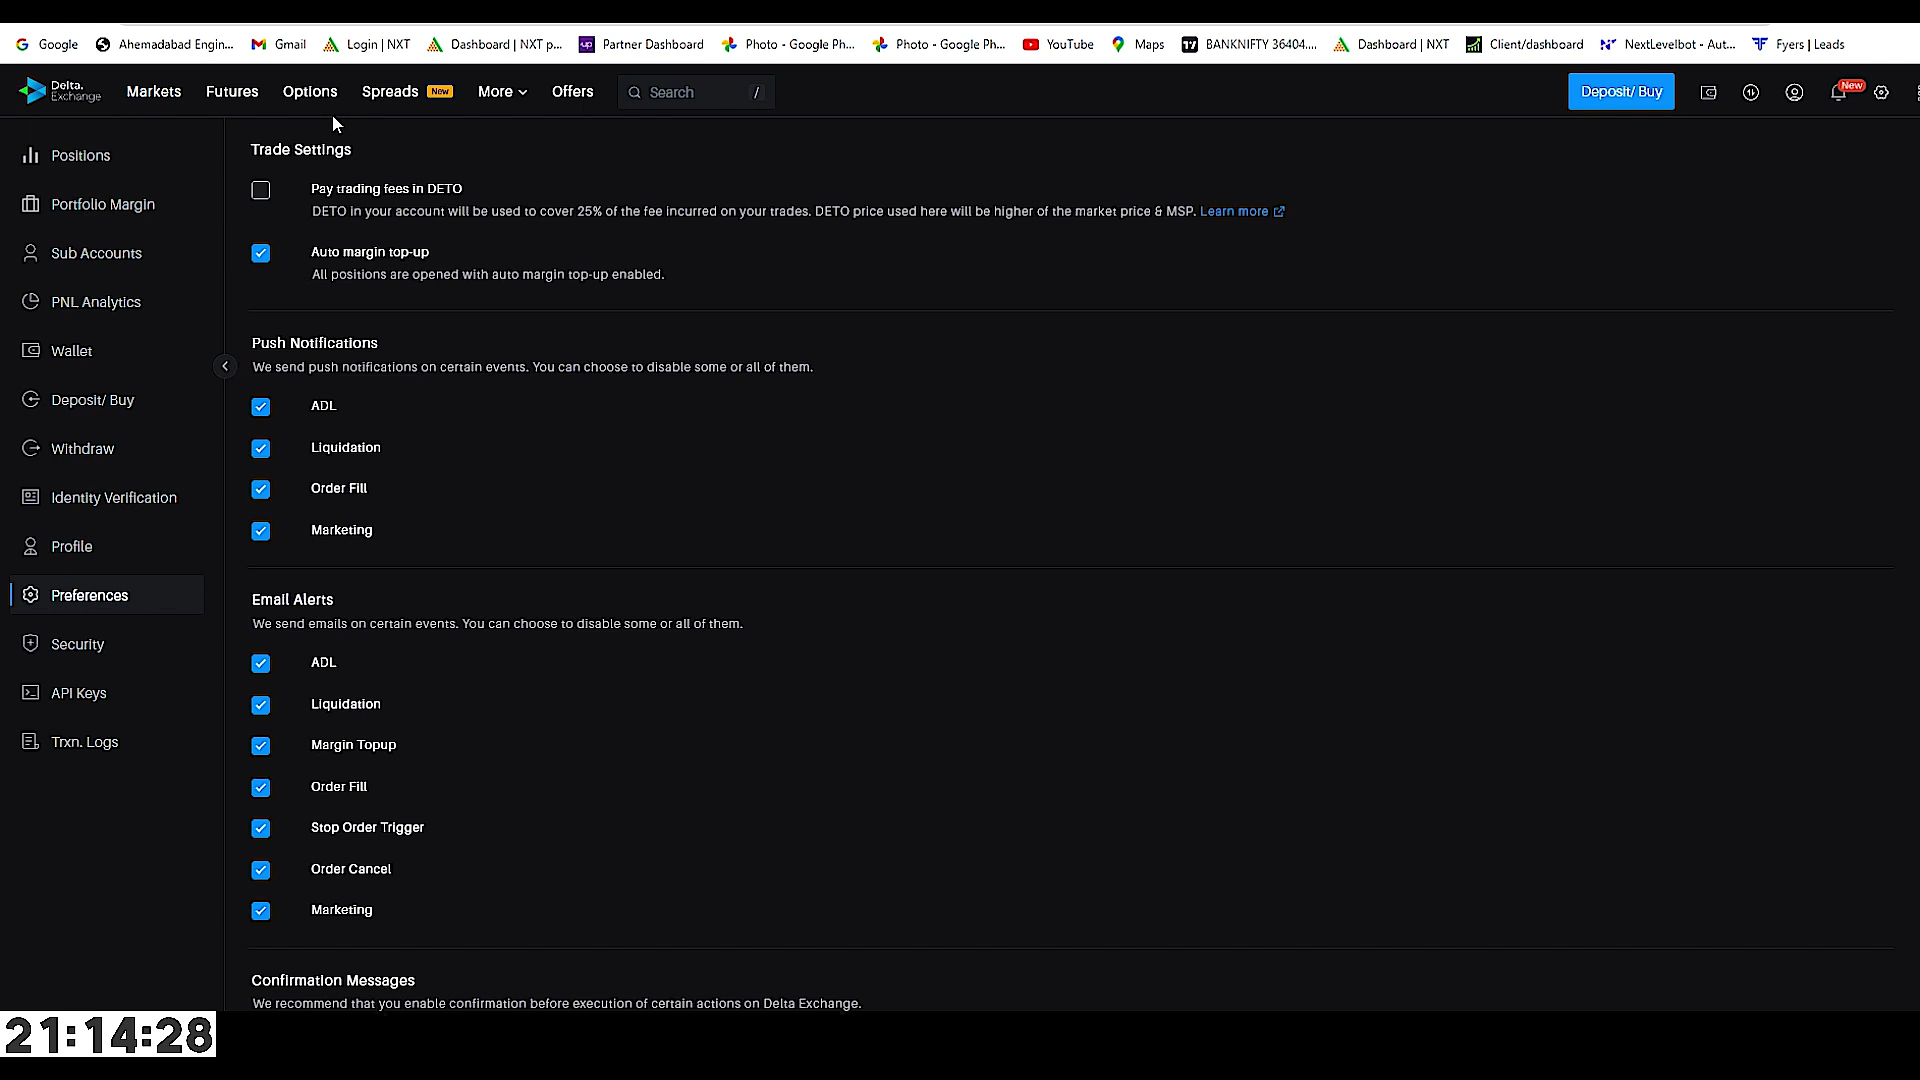 Google Ahemadabad Engin... Gmail Login | NXT Dashboard | NXT p... Partner Dashboard Photo - Google Ph... Photo - Google Ph... YouTube Maps BANKNIFTY 36404.... Dashboard | NXT Client/dashboard NextLevelbot - Aut... Fyers | Leads
Delta. Exchange Markets Futures Options Spreads New More Offers Search / Deposit/ Buy New
Positions
Portfolio Margin
Sub Accounts
PNL Analytics
Wallet
Deposit/ Buy
Withdraw
Identity Verification
Profile
Preferences
Security
API Keys
Trxn. Logs
Trade Settings
Pay trading fees in DETO
DETO in your account will be used to cover 25% of the fee incurred on your trades. DETO price used here will be higher of the market price & MSP. Learn more
Auto margin top-up
All positions are opened with auto margin top-up enabled.
Push Notifications
We send push notifications on certain events. You can choose to disable some or all of them.
ADL
Liquidation
Order Fill
Marketing
Email Alerts
We send emails on certain events. You can choose to disable some or all of them.
ADL
Liquidation
Margin Topup
Order Fill
Stop Order Trigger
Order Cancel
Marketing
Confirmation Messages
We recommend that you enable confirmation before execution of certain actions on Delta Exchange.
21:14:28